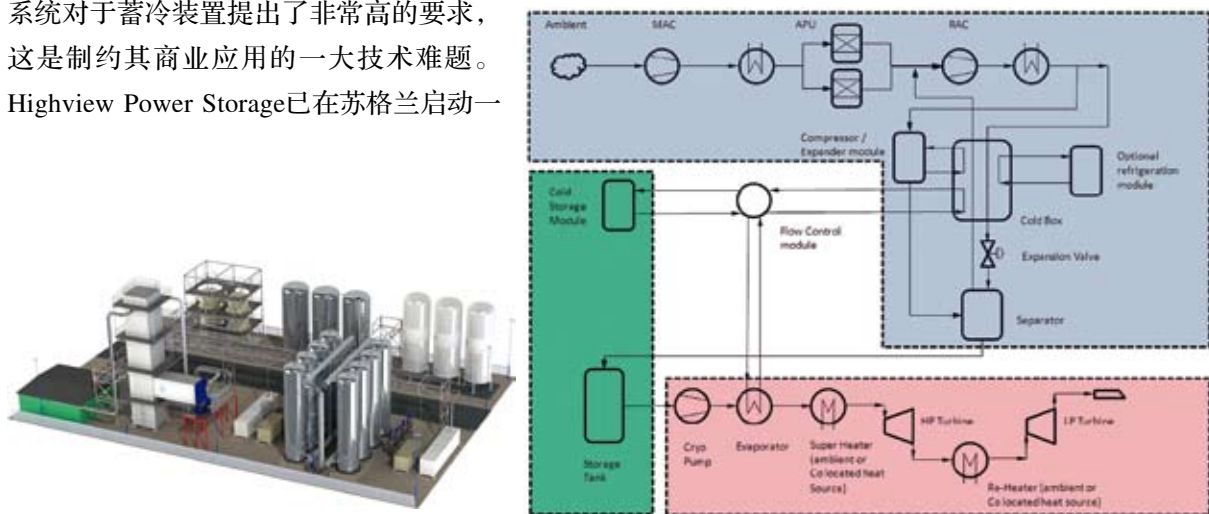 系统对于蓄冷装置提出了非常高的要求，
这是制约其商业应用的一大技术难题。
Highview Power Storage已在苏格兰启动一
Ambient
MAC
APU
RAC
Compressor /
Expander module
Optional
refrigeration
module
Cold Box
Cold
Storage
Module
Flow Control
module
Expansion Valve
Separator
Storage
Tank
Cryo
Pump
Evaporator
Super Heater
(ambient or
Co located heat
Source)
HP Turbine
LP Turbine
Re-Heater (ambient or
Co located heat source)